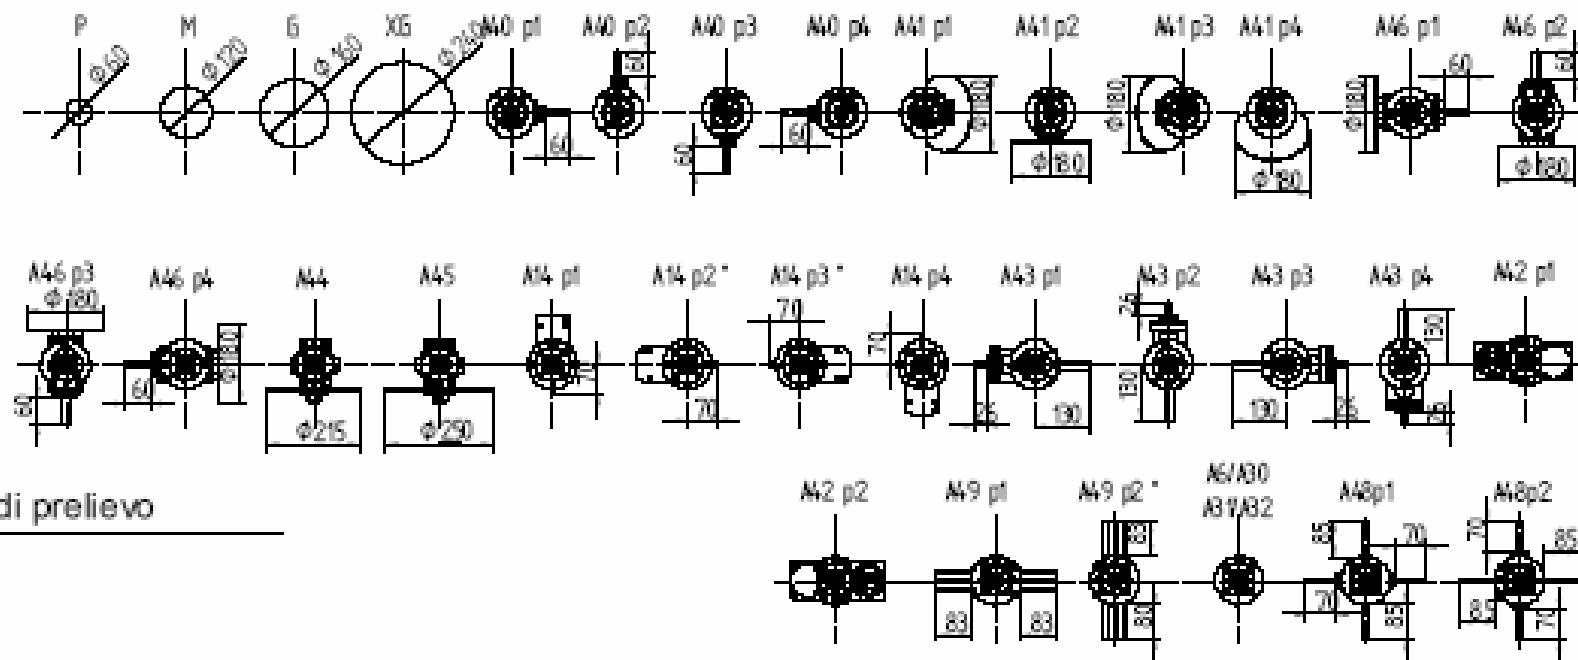 P M G XG A40 p1 A40 p2 A40 p3 A40 p4 A41 p1 A41 p2 A41 p3 A41 p4 A46 p1 A46 p2
Φ60 Φ120 Φ160 Φ240 60 60 60 60 Φ180 Φ180 Φ180 Φ180 Φ180 60 60 Φ180
A46 p3 A46 p4 A44 A45 A14 p1 A14 p2* A14 p3* A14 p4 A43 p1 A43 p2 A43 p3 A43 p4 A42 p1
Φ180 60 60 Φ180 Φ215 Φ250 70 70 70 70 26 130 26 130 130 26 130 26
di prelievo
A42 p2 A49 p1 A49 p2* A6/A30 A48p1 A48p2
A31/A32
83 83 83 80 85 70 70 85 70 85 85 70